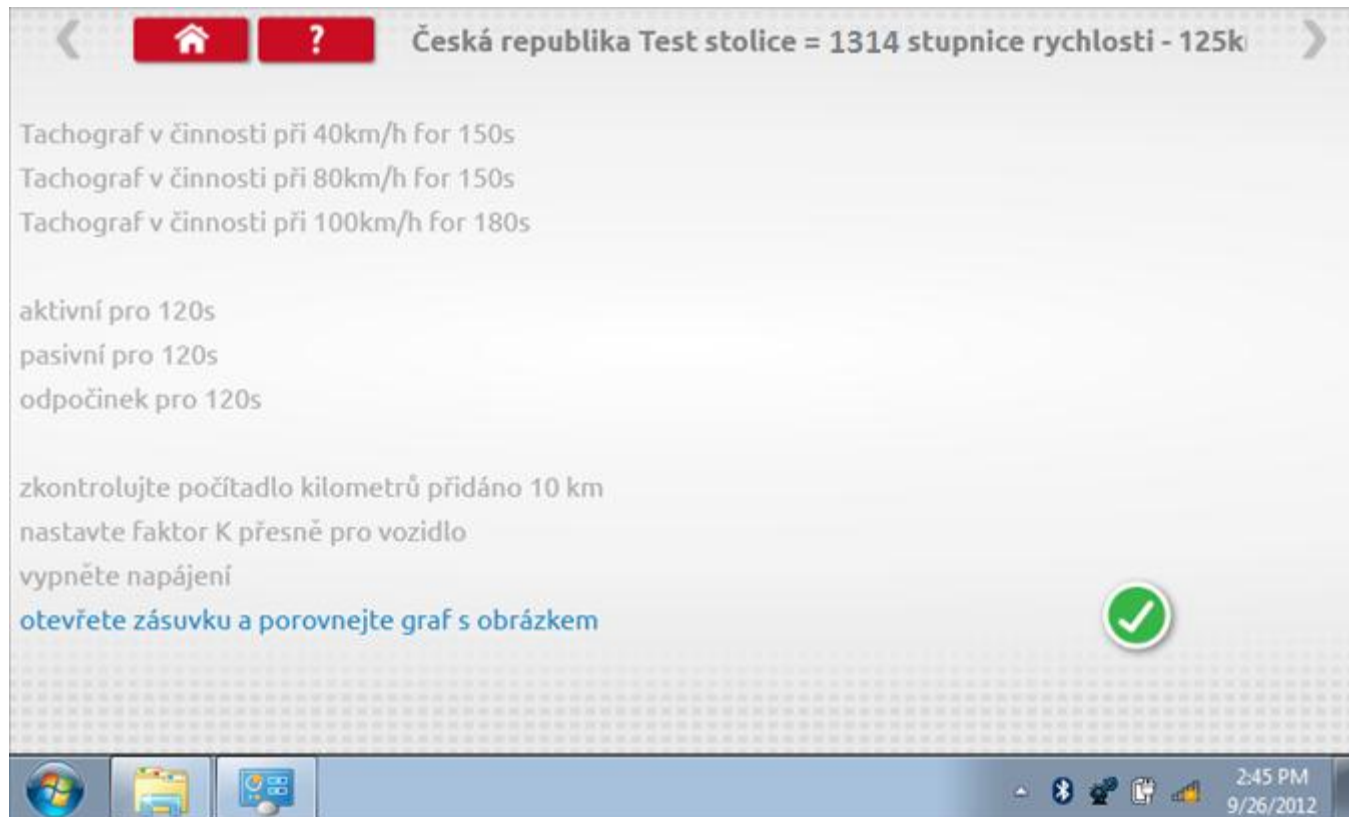 ? Česká republika Test stolice = 1314 stupnice rychlosti - 125k
Tachograf v činnosti při 40km/h for 150s
Tachograf v činnosti při 80km/h for 150s
Tachograf v činnosti při 100km/h for 180s
aktivní pro 120s
pasivní pro 120s
odpočinek pro 120s
zkontrolujte počítadlo kilometrů přidáno 10 km
nastavte faktor K přesně pro vozidlo
vypněte napájení
otevřete zásuvku a porovnejte graf s obrázkem
2:45 PM
9/26/2012